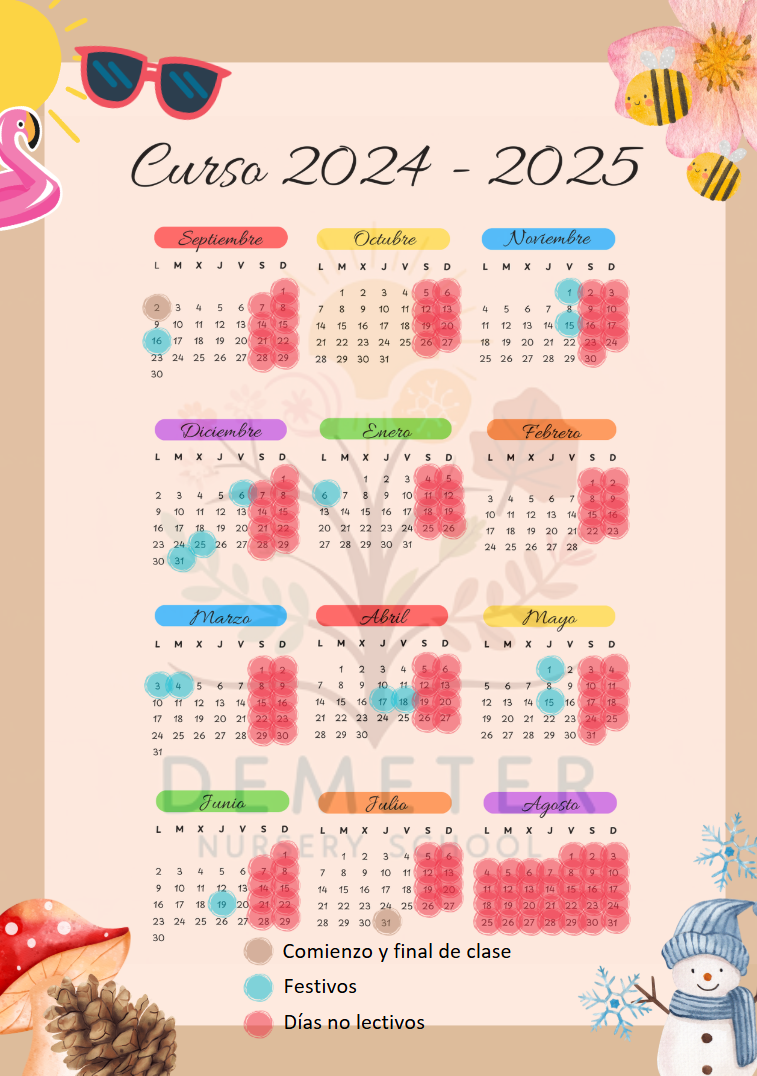 Curso 2024 - 2025
Septiembre
L M X J V S D
1
2 3 4 5 6 7 8
9 10 11 12 13 14 15
16 17 18 19 20 21 22
23 24 25 26 27 28 29
30
Octubre
L M X J V S D
1 2 3 4 5 6
7 8 9 10 11 12 13
14 15 16 17 18 19 20
21 22 23 24 25 26 27
28 29 30 31
Noviembre
L M X J V S D
1 2 3
4 5 6 7 8 9 10
11 12 13 14 15 16 17
18 19 20 21 22 23 24
25 26 27 28 29 30
Diciembre
L M X J V S D
1
2 3 4 5 6 7 8
9 10 11 12 13 14 15
16 17 18 19 20 21 22
23 24 25 26 27 28 29
30 31
Enero
L M X J V S D
1 2 3 4 5
6 7 8 9 10 11 12
13 14 15 16 17 18 19
20 21 22 23 24 25 26
27 28 29 30 31
Febrero
L M X J V S D
1 2
3 4 5 6 7 8 9
10 11 12 13 14 15 16
17 18 19 20 21 22 23
24 25 26 27 28
Marzo
L M X J V S D
1 2
3 4 5 6 7 8 9
10 11 12 13 14 15 16
17 18 19 20 21 22 23
24 25 26 27 28 29 30
31
Abril
L M X J V S D
1 2 3 4 5 6
7 8 9 10 11 12 13
14 15 16 17 18 19 20
21 22 23 24 25 26 27
28 29 30
Mayo
L M X J V S D
1 2 3 4
5 6 7 8 9 10 11
12 13 14 15 16 17 18
19 20 21 22 23 24 25
26 27 28 29 30 31
DEMETER
NURSERY SCHOOL
Junio
L M X J V S D
1
2 3 4 5 6 7 8
9 10 11 12 13 14 15
16 17 18 19 20 21 22
23 24 25 26 27 28 29
30
Julio
L M X J V S D
1 2 3 4 5 6
7 8 9 10 11 12 13
14 15 16 17 18 19 20
21 22 23 24 25 26 27
28 29 30 31
Agosto
L M X J V S D
1 2 3
4 5 6 7 8 9 10
11 12 13 14 15 16 17
18 19 20 21 22 23 24
25 26 27 28 29 30 31
Comienzo y final de clase
Festivos
Días no lectivos